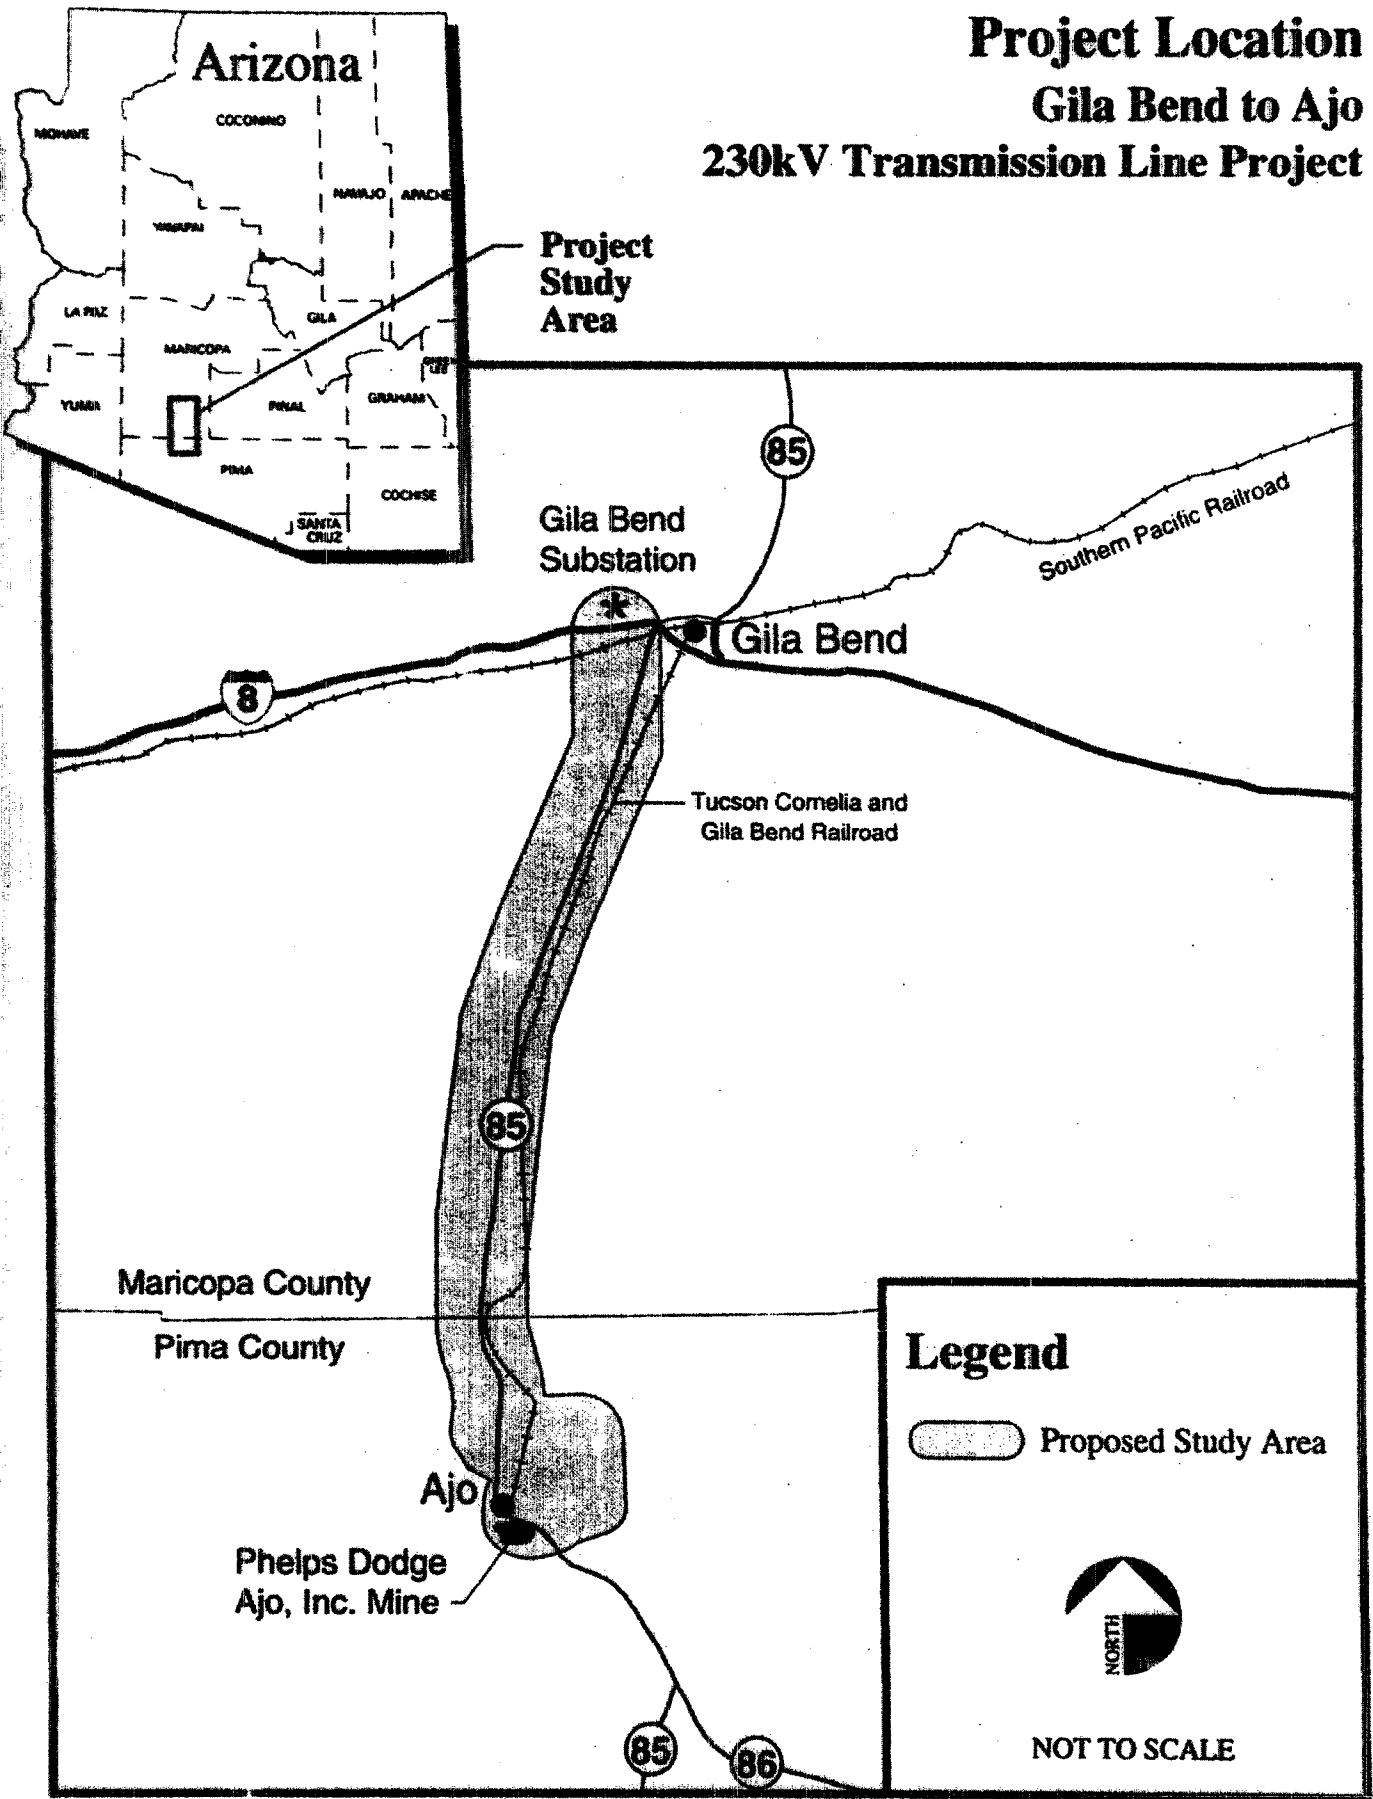 Project Location
Gila Bend to Ajo
230kV Transmission Line Project
Arizona
MOHAVE
COCONINO
NAVAJO
APACHE
YAVAPAI
Project
Study
Area
LA PAZ
GILA
MARICOPA
GREEN
LEE
YUMA
PINAL
GRAHAM
PIMA
COCHISE
SANTA
CRUZ
85
Southern Pacific Railroad
Gila Bend
Substation
*
Gila Bend
8
Tucson Cornelia and
Gila Bend Railroad
85
Maricopa County
Pima County
Ajo
Phelps Dodge
Ajo, Inc. Mine
85
86
Legend
Proposed Study Area
NORTH
NOT TO SCALE